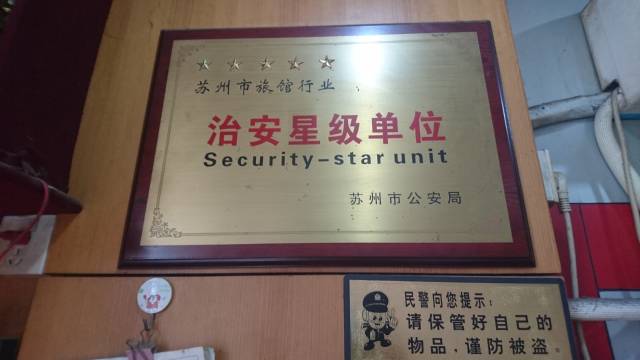 苏州市旅馆行业
治安星级单位
Security-star unit
苏州市公安局
民警向您提示:
请保管好自己的
物品,谨防被盗